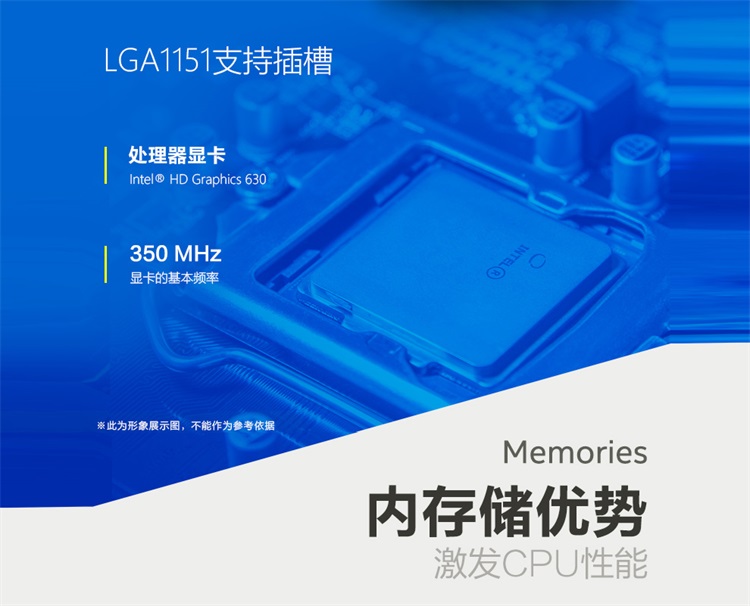 LGA1151支持插槽
处理器显卡
Intel® HD Graphics 630
350 MHz
显卡的基本频率
INTEL®
※此为形象展示图，不能作为参考依据
Memories
内存储优势
激发CPU性能